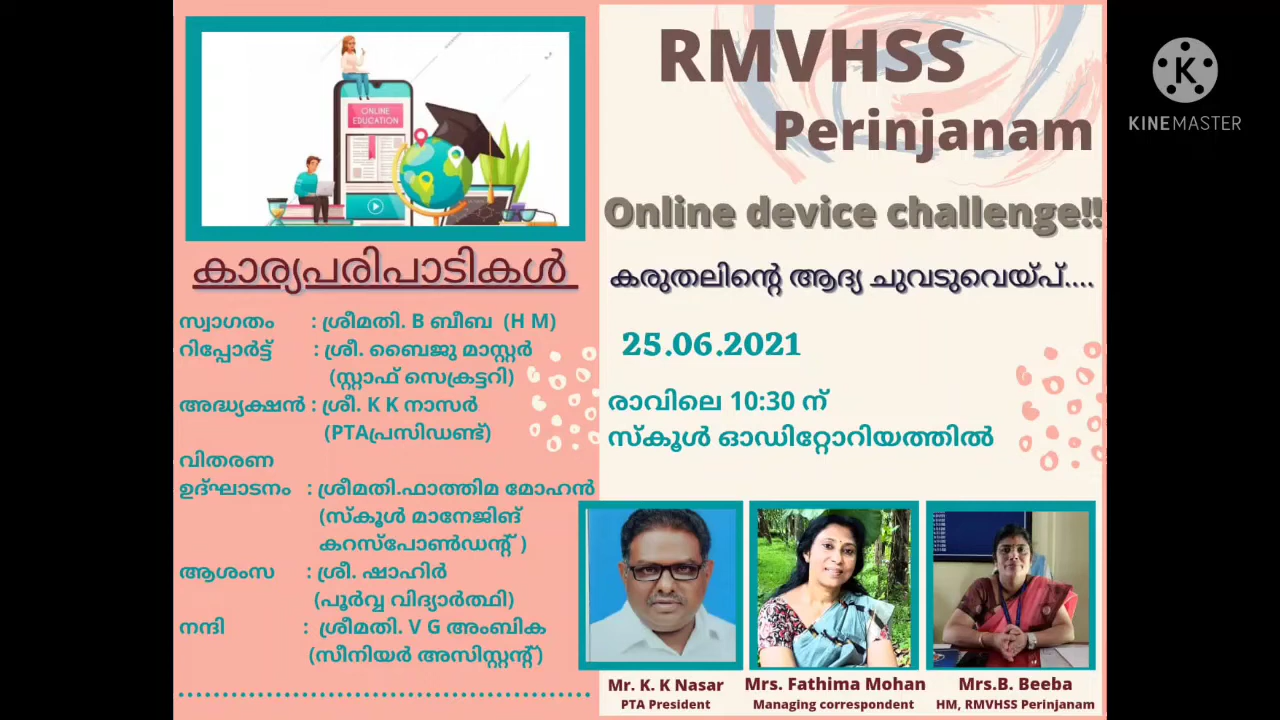 ONLINE
EDUCATION
കാര്യപരിപാടികൾ
സ്വാഗതം : ശ്രീമതി. B ബീബ (H M)
റിപ്പോർട്ട് : ശ്രീ. ബൈജു മാസ്റ്റർ
(സ്റ്റാഫ് സെക്രട്ടറി)
അദ്ധ്യക്ഷൻ : ശ്രീ. K K നാസർ
(PTAപ്രസിഡണ്ട്)
വിതരണ
ഉദ്ഘാടനം : ശ്രീമതി.ഫാത്തിമ മോഹൻ
(സ്കൂൾ മാനേജിങ്
കറസ്പോൺഡന്റ് )
ആശംസ : ശ്രീ. ഷാഹിർ
(പൂർവ്വ വിദ്യാർത്ഥി)
നന്ദി : ശ്രീമതി. V G അംബിക
(സീനിയർ അസിസ്റ്റന്റ്)
RMVHSS
Perinjanam
Online device challenge!!
കരുതലിന്റെ ആദ്യ ചുവടുവെയ്പ്....
25.06.2021
രാവിലെ 10:30 ന്
സ്കൂൾ ഓഡിറ്റോറിയത്തിൽ
Mr. K. K Nasar
PTA President
Mrs. Fathima Mohan
Managing correspondent
Mrs.B. Beeba
HM, RMVHSS Perinjanam
K
KINEMASTER